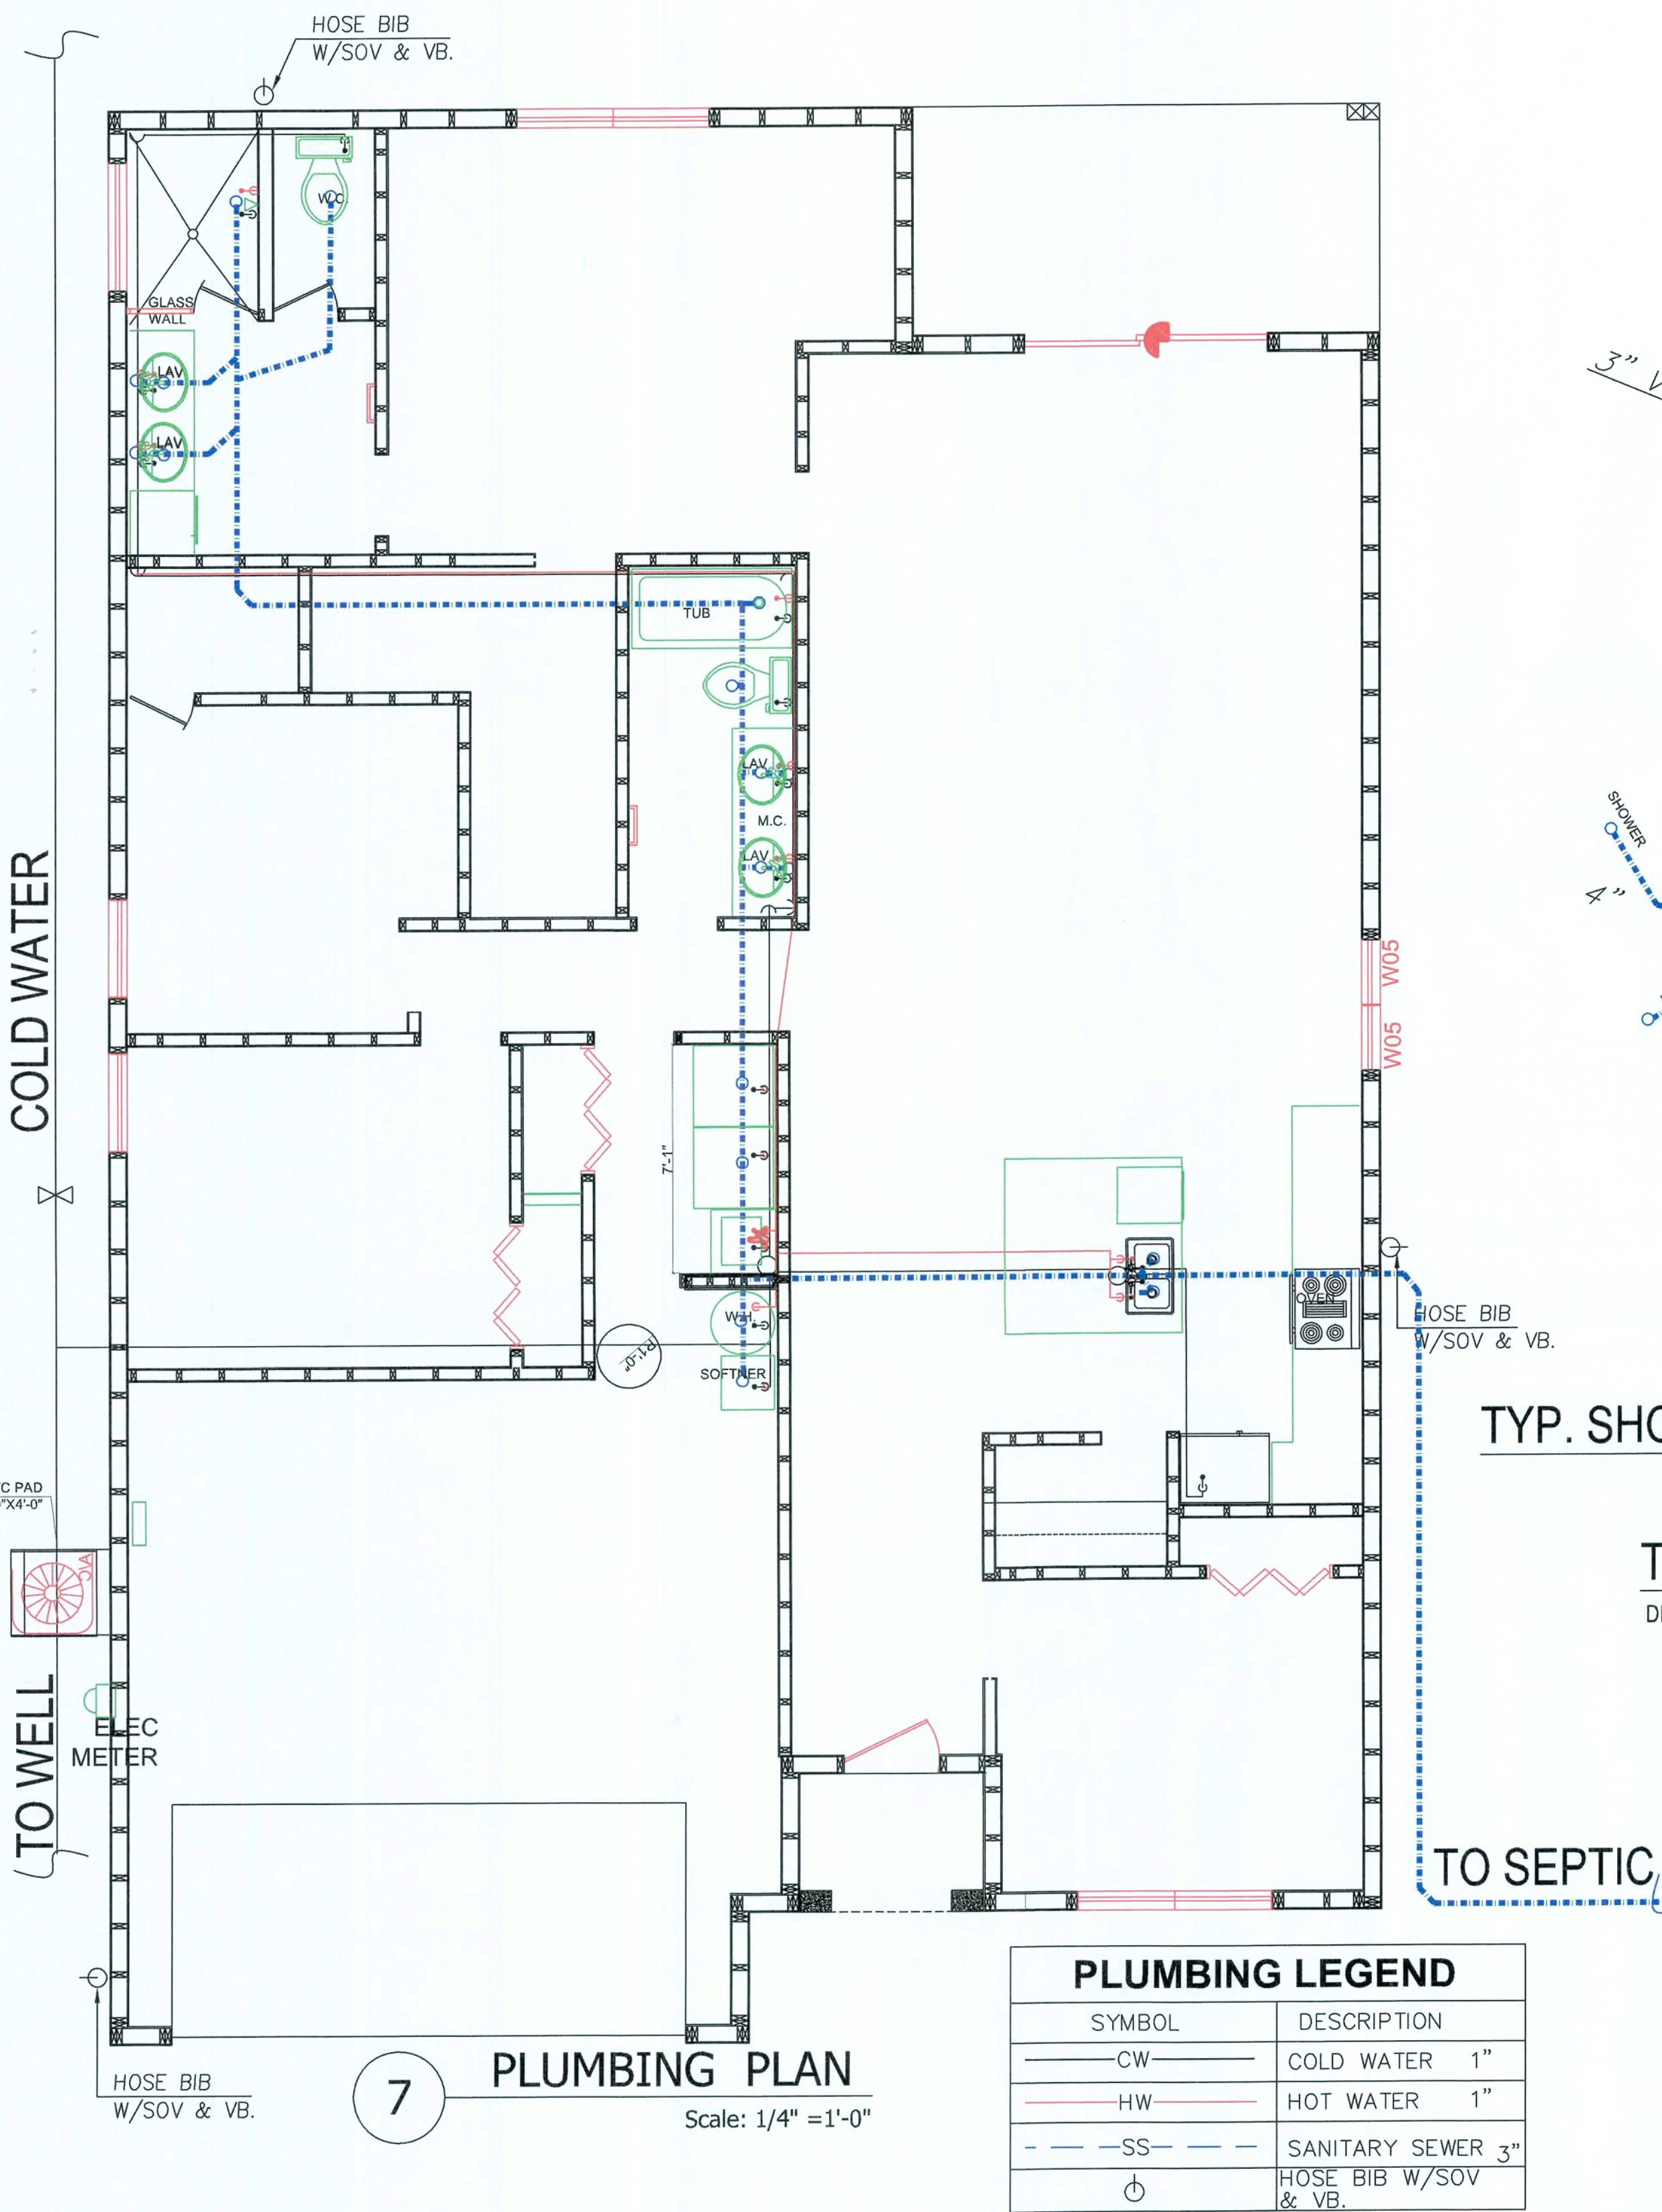 HOSE BIB
W/SOV & VB.
W.C.
GLASS
WALL
LAV
LAV
3"
TUB
LAV
M.C.
LAV
SHOWER
4"
COLD WATER
W05
W05
7'-1"
OVEN
HOSE BIB
W/SOV & VB.
W.H.
R1'-0"
SOFTNER
TYP. SHO
C PAD
"X4'-0"
A\C
T
TO WELL
ELEC
METER
TO SEPTIC
PLUMBING LEGEND
SYMBOL DESCRIPTION
CW COLD WATER 1"
HW HOT WATER 1"
SS SANITARY SEWER 3"
HOSE BIB W/SOV
& VB.
HOSE BIB
W/SOV & VB.
7 PLUMBING PLAN
Scale: 1/4" =1'-0"